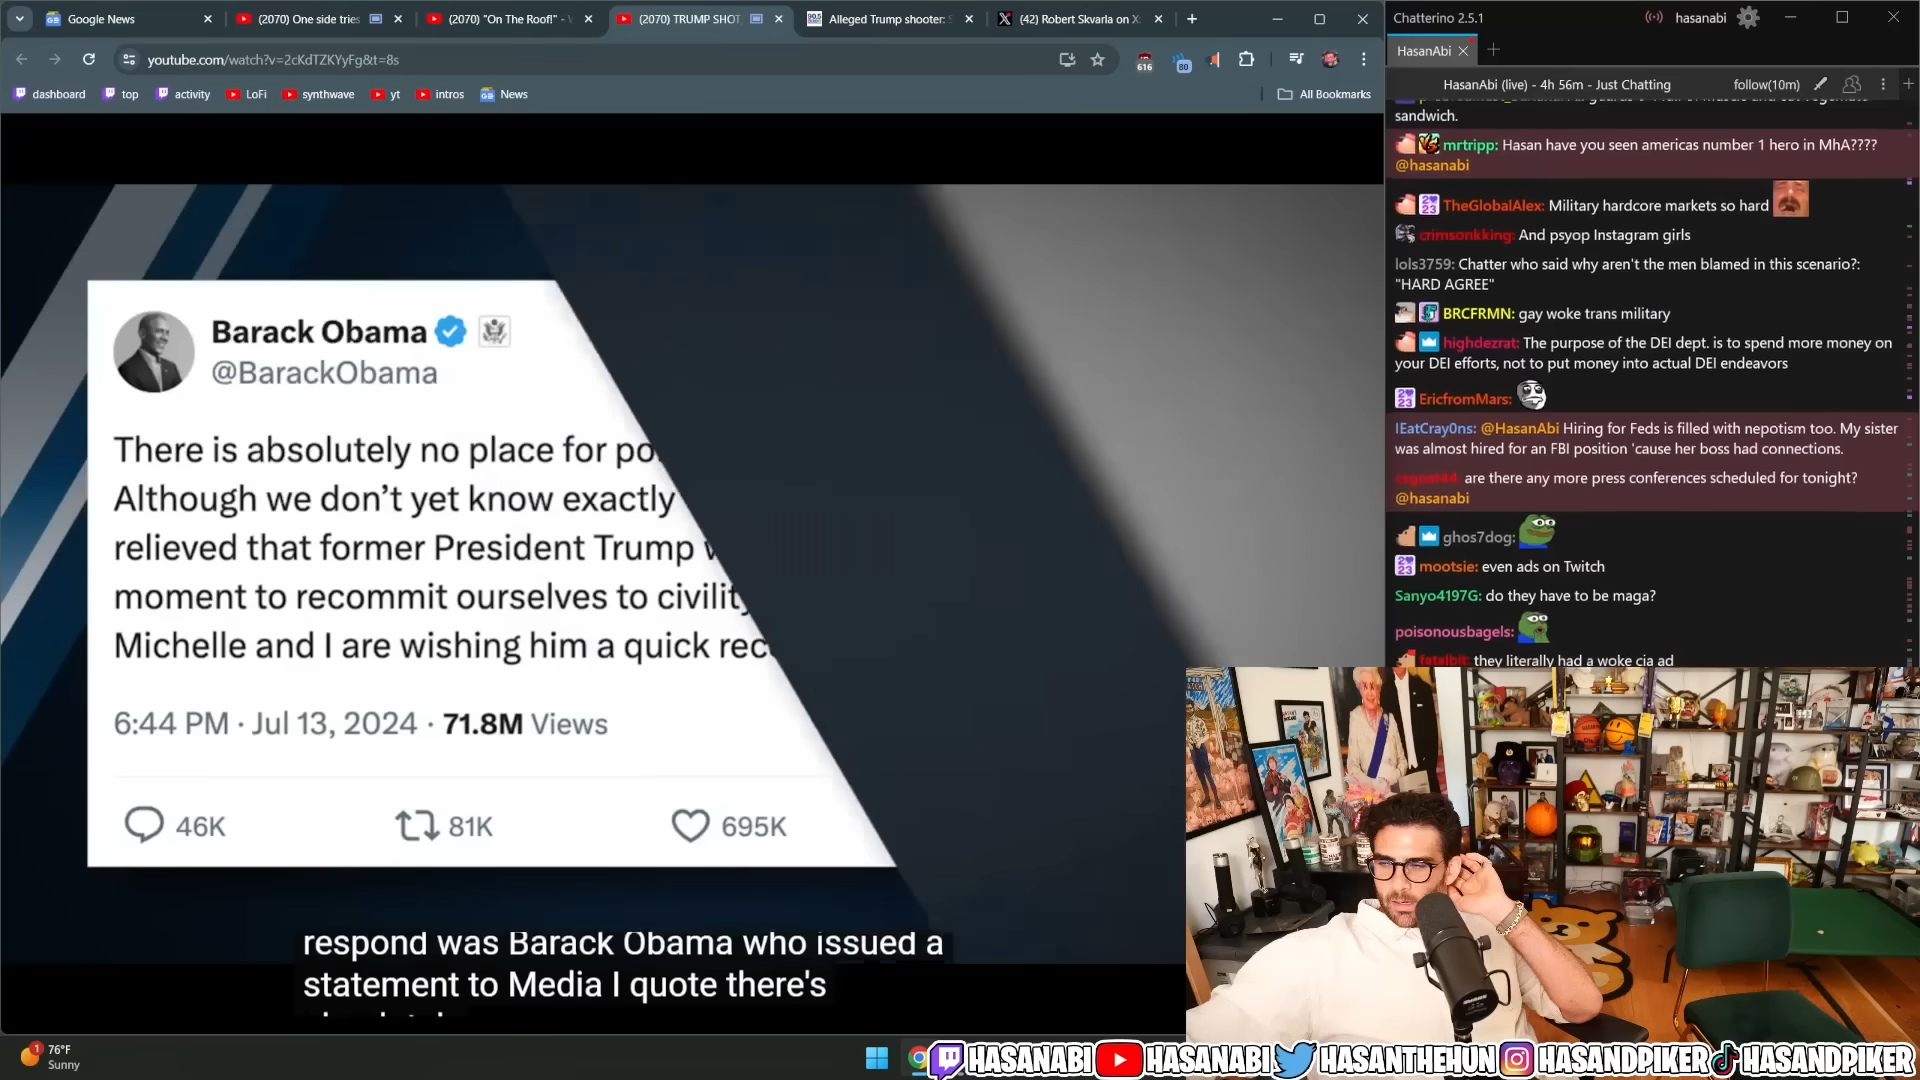 Google News
(2070) One side tries
(2070) "On The Roof!" -
(2070) TRUMP SHOT
Alleged Trump shooter:
(42) Robert Skvarla on X
youtube.com/watch?v=2cKdTZKYyFg&t=8s
616
80
dashboard
top
activity
LoFi
synthwave
yt
intros
News
All Bookmarks
Barack Obama
@BarackObama
There is absolutely no place for po
Although we don't yet know exactly
relieved that former President Trump
moment to recommit ourselves to civility
Michelle and I are wishing him a quick rec
6:44 PM · Jul 13, 2024 · 71.8M Views
46K
81K
695K
respond was Barack Obama who issued a
statement to Media I quote there's
Chatterino 2.5.1
hasanabi
HasanAbi
HasanAbi (live) - 4h 56m - Just Chatting
follow(10m)
sandwich.
mrtripp: Hasan have you seen americas number 1 hero in MhA????
@hasanabi
TheGlobalAlex: Military hardcore markets so hard
crimsonkking: And psyop Instagram girls
lols3759: Chatter who said why aren't the men blamed in this scenario?:
"HARD AGREE"
BRCFRMN: gay woke trans military
highdezrat: The purpose of the DEI dept. is to spend more money on
your DEI efforts, not to put money into actual DEI endeavors
EricfromMars:
IEatCray0ns: @HasanAbi Hiring for Feds is filled with nepotism too. My sister
was almost hired for an FBI position 'cause her boss had connections.
are there any more press conferences scheduled for tonight?
@hasanabi
ghos7dog:
mootsie: even ads on Twitch
Sanyo4197G: do they have to be maga?
poisonousbagels:
fatalbit: they literally had a woke cia ad
1
76°F
Sunny
HASANABI
HASANABI
HASANTHEHUN
HASANDPIKER
HASANDPIKER